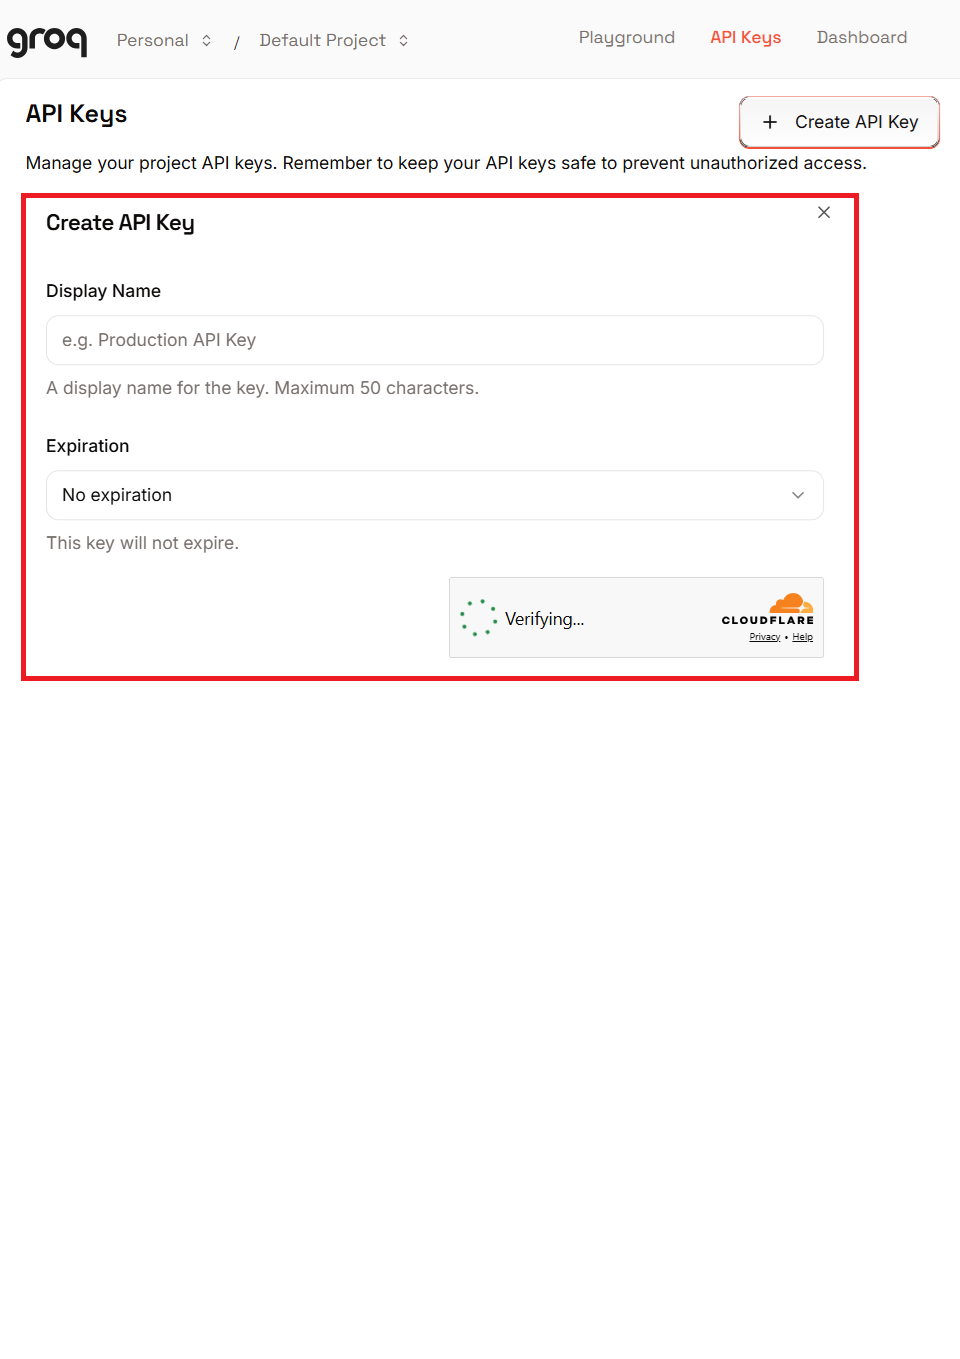 groq Personal / Default Project Playground API Keys Dashboard
API Keys
+ Create API Key
Manage your project API keys. Remember to keep your API keys safe to prevent unauthorized access.
Create API Key
Display Name
e.g. Production API Key
A display name for the key. Maximum 50 characters.
Expiration
No expiration
This key will not expire.
Verifying...
CLOUDFLARE
Privacy • Help